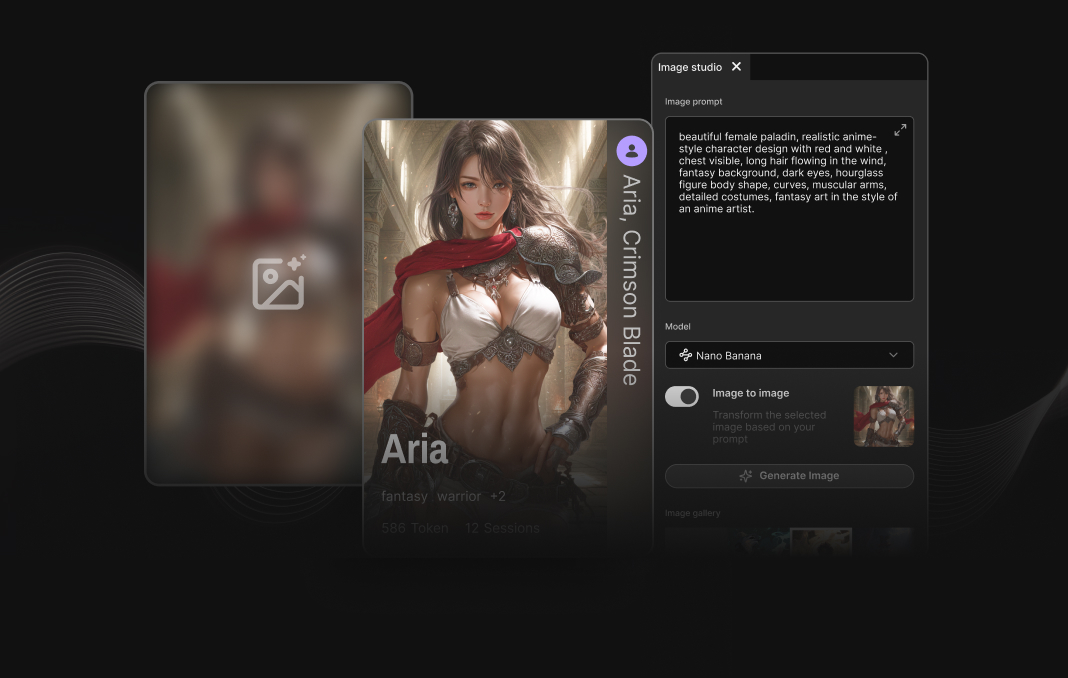 Image studio
Image prompt
beautiful female paladin, realistic anime-
style character design with red and white ,
chest visible, long hair flowing in the wind,
fantasy background, dark eyes, hourglass
figure body shape, curves, muscular arms,
detailed costumes, fantasy art in the style of
an anime artist.
Model
Nano Banana
Image to image
Transform the selected
image based on your
prompt
Generate Image
Image gallery
Aria, Crimson Blade
Aría
fantasy warrior +2
586 Token 12 Sessions